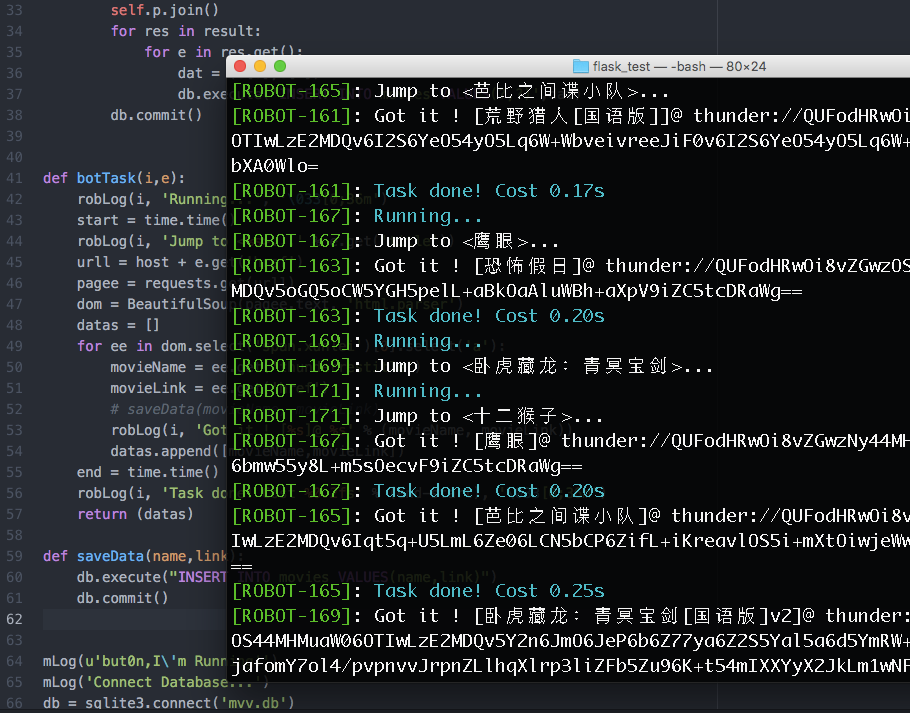 33 self.p.join()
34 for res in result:
35 for e in res.get():
36 dat =
37 db.exe
38 db.commit()
39
40
41 def botTask(i,e):
42 robLog(i, 'Running...
43 start = time.time(
44 robLog(i, 'Jump to
45 urll = host + e.ge
46 pagee = requests.g
47 dom = BeautifulSou
48 datas = []
49 for ee in dom.sele
50 movieName = ee
51 movieLink = ee
52 # saveData(mov
53 robLog(i, 'Got
54 datas.append([movieName,movieLink])
55 end = time.time()
56 robLog(i, 'Task do
57 return (datas)
58
59 def saveData(name,link):
60 db.execute("INSERT INTO movies VALUES(name,link)")
61 db.commit()
62
63
64 mLog(u'but0n,I\'m Runn
65 mLog('Connect Database...')
66 db = sqlite3.connect('mvv.db')
flask_test — -bash — 80×24
[ROBOT-165]: Jump to <芭比之间谍小队>...
[ROBOT-161]: Got it ! [荒野猎人[国语版]]@ thunder://QUFodHRwOi
OTIwLzE2MDQv6I2S6YeO54yO5Lq6W+WbveivreeJiF0v6I2S6YeO54yO5Lq6W+
bXA0Wlo=
[ROBOT-161]: Task done! Cost 0.17s
[ROBOT-167]: Running...
[ROBOT-167]: Jump to <鹰眼>...
[ROBOT-163]: Got it ! [恐怖假日]@ thunder://QUFodHRwOi8vZGwzOS
MDQv5oGQ5oCW5YGH5pelL+aBkOaAluWBh+aXpV9iZC5tcDRaWg==
[ROBOT-163]: Task done! Cost 0.20s
[ROBOT-169]: Running...
[ROBOT-169]: Jump to <卧虎藏龙：青冥宝剑>...
[ROBOT-171]: Running...
[ROBOT-171]: Jump to <十二猴子>...
[ROBOT-167]: Got it ! [鹰眼]@ thunder://QUFodHRwOi8vZGwzNy44MH
6bmw55y8L+m5sOecvF9iZC5tcDRaWg==
[ROBOT-167]: Task done! Cost 0.20s
[ROBOT-165]: Got it ! [芭比之间谍小队]@ thunder://QUFodHRwOi8v
IwLzE2MDQv6Iqt5q+U5LmL6Ze06LCN5bCP6ZifL+iKreavlOS5i+mXtOiwjeWw
==
[ROBOT-165]: Task done! Cost 0.25s
[ROBOT-169]: Got it ! [卧虎藏龙：青冥宝剑[国语版]v2]@ thunder:
OS44MHMuaW06OTIwLzE2MDQv5Y2n6JmO6JeP6b6Z77ya6Z2S5Yal5a6d5YmRW+
jafomY7ol4/pvpnvvJrpnZLlhqXlrp3liZFb5Zu96K+t54mIXXYyX2JkLm1wNF